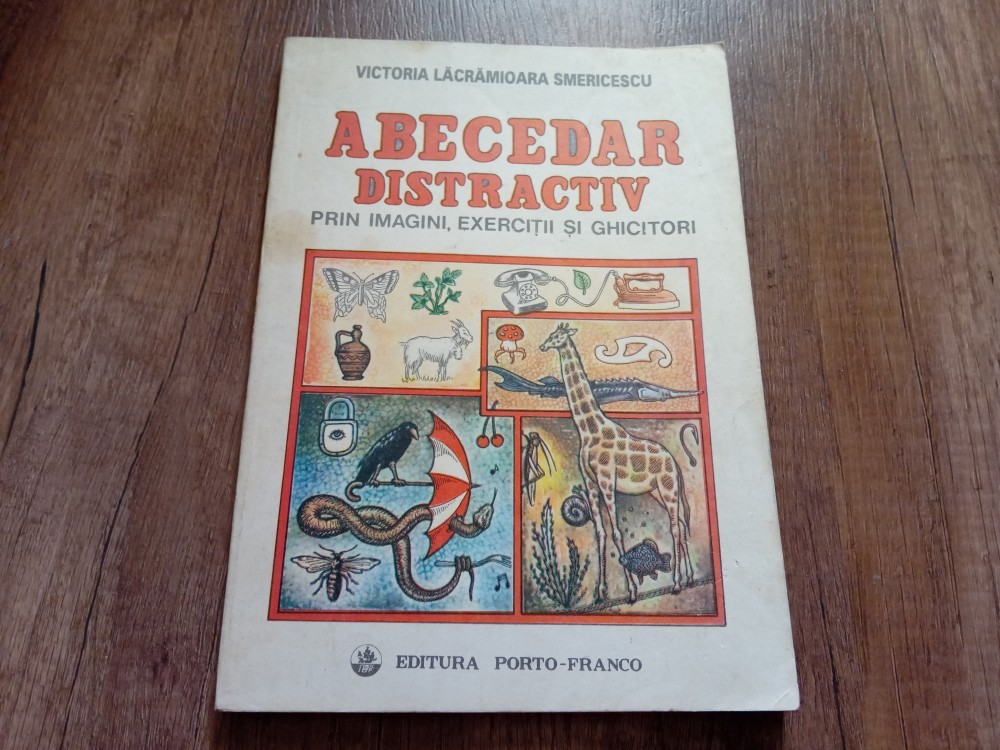 VICTORIA LĂCRĂMIOARA SMERICESCU
ABECEDAR
DISTRACTIV
PRIN IMAGINI, EXERCIȚII ȘI GHICITORI
EDITURA PORTO-FRANCO